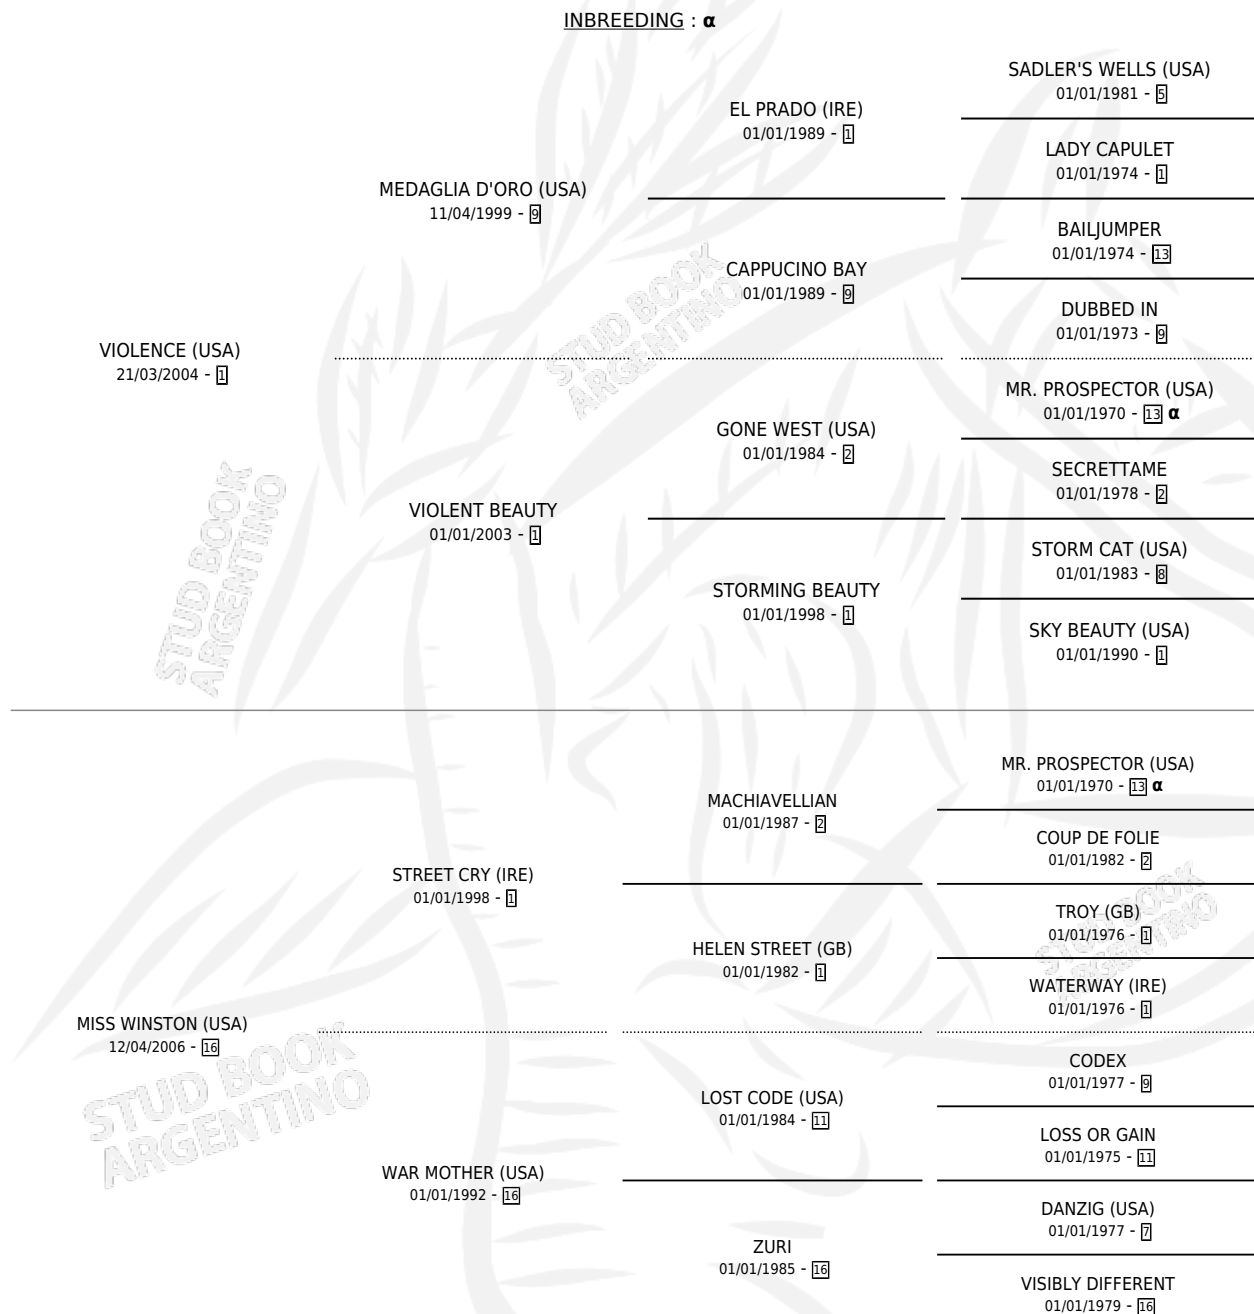 INBREEDING : α
SADLER'S WELLS (USA)
01/01/1981 - 5
EL PRADO (IRE)
01/01/1989 - 1
LADY CAPULET
01/01/1974 - 1
MEDAGLIA D'ORO (USA)
11/04/1999 - 9
BAILJUMPER
01/01/1974 - 13
CAPPUCINO BAY
01/01/1989 - 9
DUBBED IN
01/01/1973 - 9
VIOLENCE (USA)
21/03/2004 - 1
MR. PROSPECTOR (USA)
01/01/1970 - 13 α
GONE WEST (USA)
01/01/1984 - 2
SECRETTAME
01/01/1978 - 2
VIOLENT BEAUTY
01/01/2003 - 1
STORM CAT (USA)
01/01/1983 - 8
STORMING BEAUTY
01/01/1998 - 1
SKY BEAUTY (USA)
01/01/1990 - 1
MR. PROSPECTOR (USA)
01/01/1970 - 13 α
MACHIAVELLIAN
01/01/1987 - 2
COUP DE FOLIE
01/01/1982 - 2
STREET CRY (IRE)
01/01/1998 - 1
TROY (GB)
01/01/1976 - 1
HELEN STREET (GB)
01/01/1982 - 1
WATERWAY (IRE)
01/01/1976 - 1
MISS WINSTON (USA)
12/04/2006 - 16
CODEX
01/01/1977 - 9
LOST CODE (USA)
01/01/1984 - 11
LOSS OR GAIN
01/01/1975 - 11
WAR MOTHER (USA)
01/01/1992 - 16
DANZIG (USA)
01/01/1977 - 7
ZURI
01/01/1985 - 16
VISIBLY DIFFERENT
01/01/1979 - 16
STUD BOOK
ARGENTINO
STUD BOOK
ARGENTINO
STUD BOOK
ARGENTINO
STUD BOOK
ARGENTINO